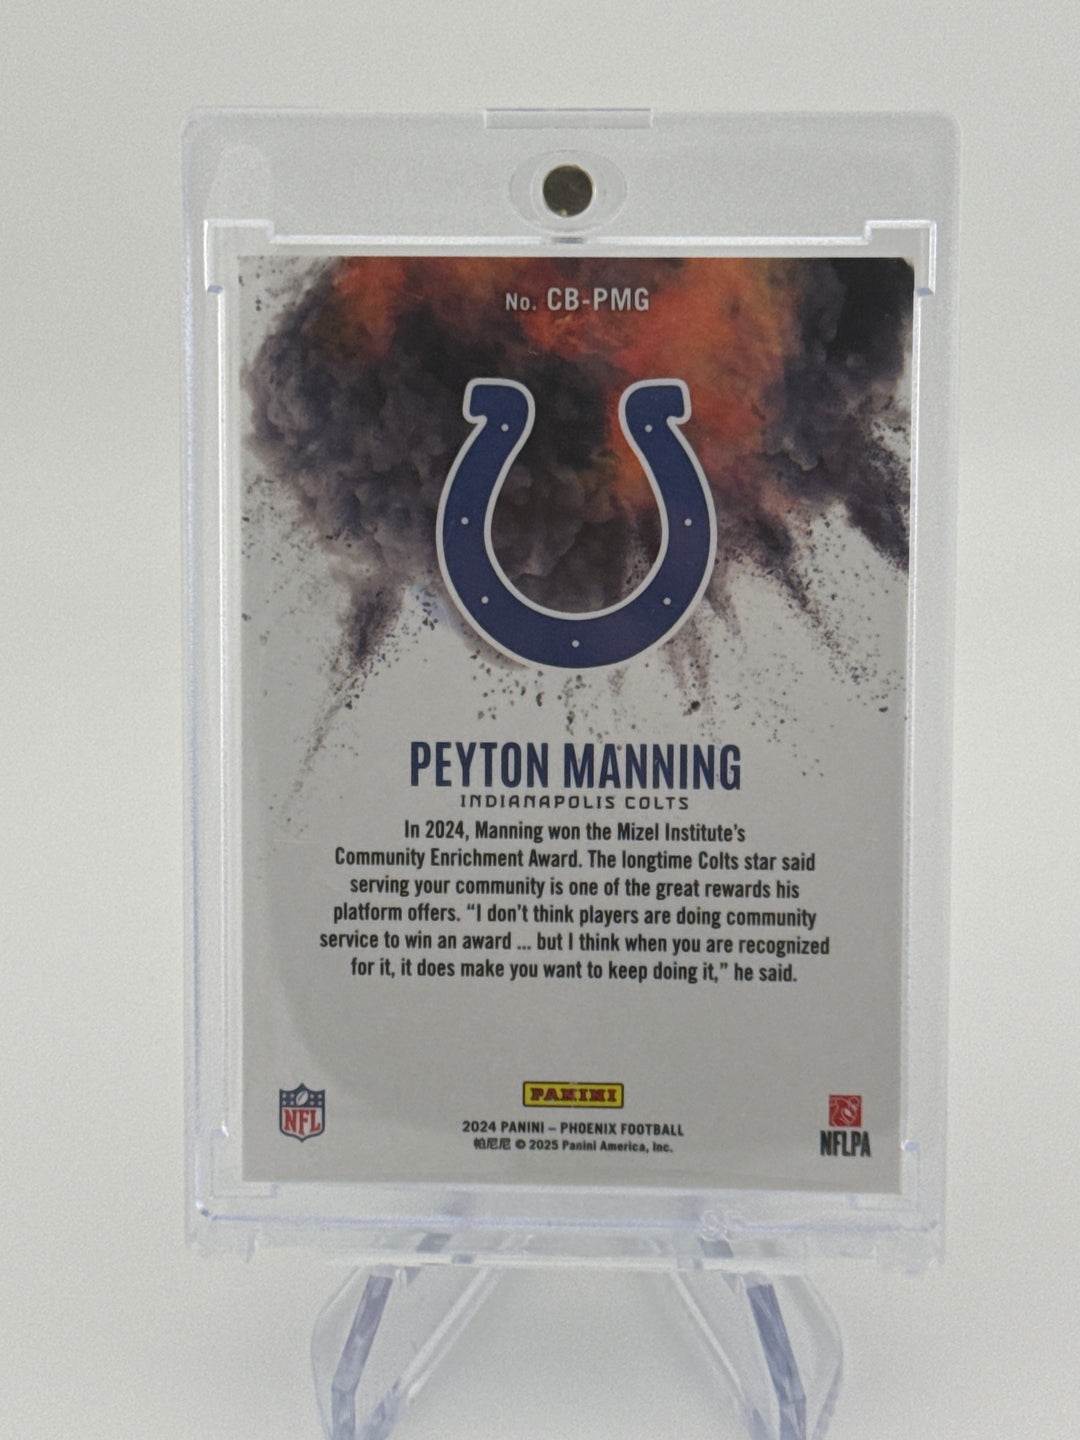 No. CB-PMG
PEYTON MANNING
INDIANAPOLIS COLTS
In 2024, Manning won the Mizel Institute's
Community Enrichment Award. The longtime Colts star said
serving your community is one of the great rewards his
platform offers. “I don't think players are doing community
service to win an award ... but I think when you are recognized
for it, it does make you want to keep doing it,” he said.
NFL
PANINI
2024 PANINI – PHOENIX FOOTBALL
帕尼尼 © 2025 Panini America, Inc.
NFLPA